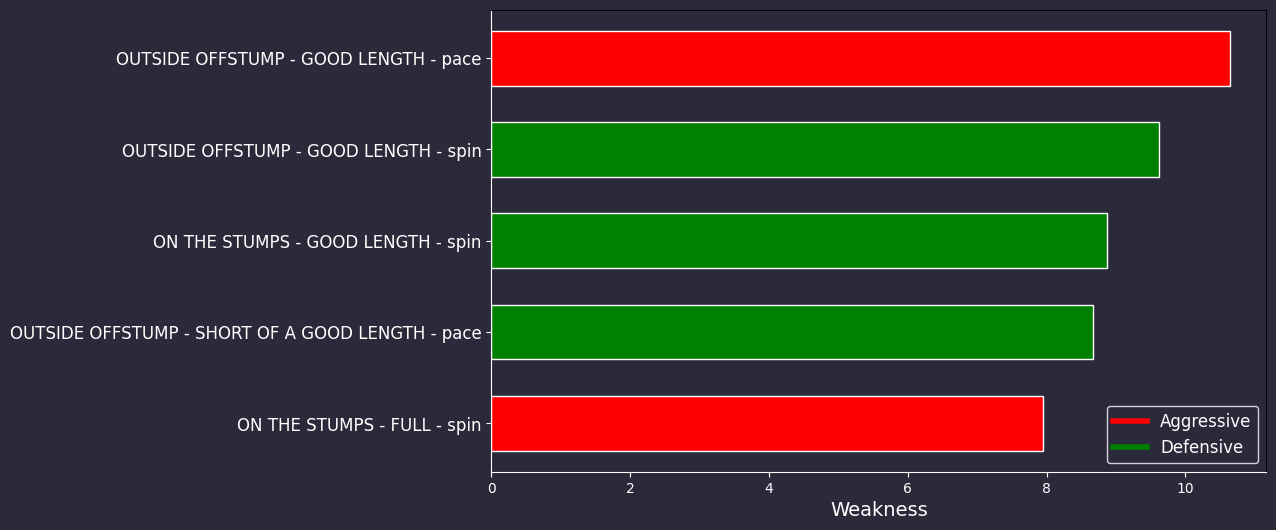 OUTSIDE OFFSTUMP - GOOD LENGTH - pace
OUTSIDE OFFSTUMP - GOOD LENGTH - spin
ON THE STUMPS - GOOD LENGTH - spin
OUTSIDE OFFSTUMP - SHORT OF A GOOD LENGTH - pace
ON THE STUMPS - FULL - spin
Aggressive
Defensive
0 2 4 6 8 10
Weakness